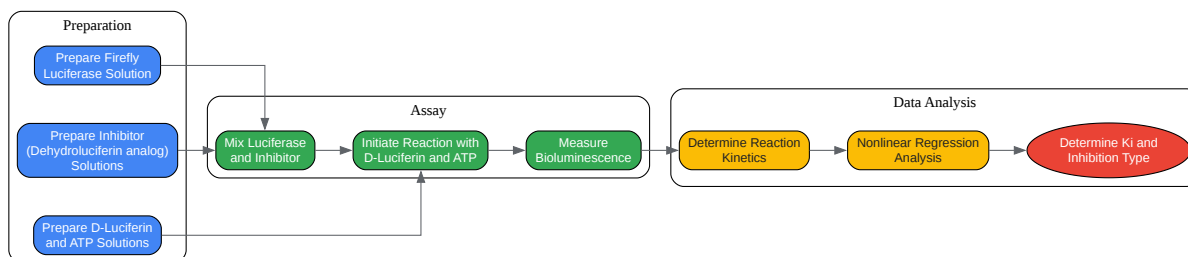 Preparation
Prepare Firefly
Luciferase Solution
Prepare Inhibitor
(Dehydroluciferin analog)
Solutions
Prepare D-Luciferin
and ATP Solutions
Assay
Mix Luciferase
and Inhibitor
Initiate Reaction with
D-Luciferin and ATP
Measure
Bioluminescence
Data Analysis
Determine Reaction
Kinetics
Nonlinear Regression
Analysis
Determine Ki and
Inhibition Type